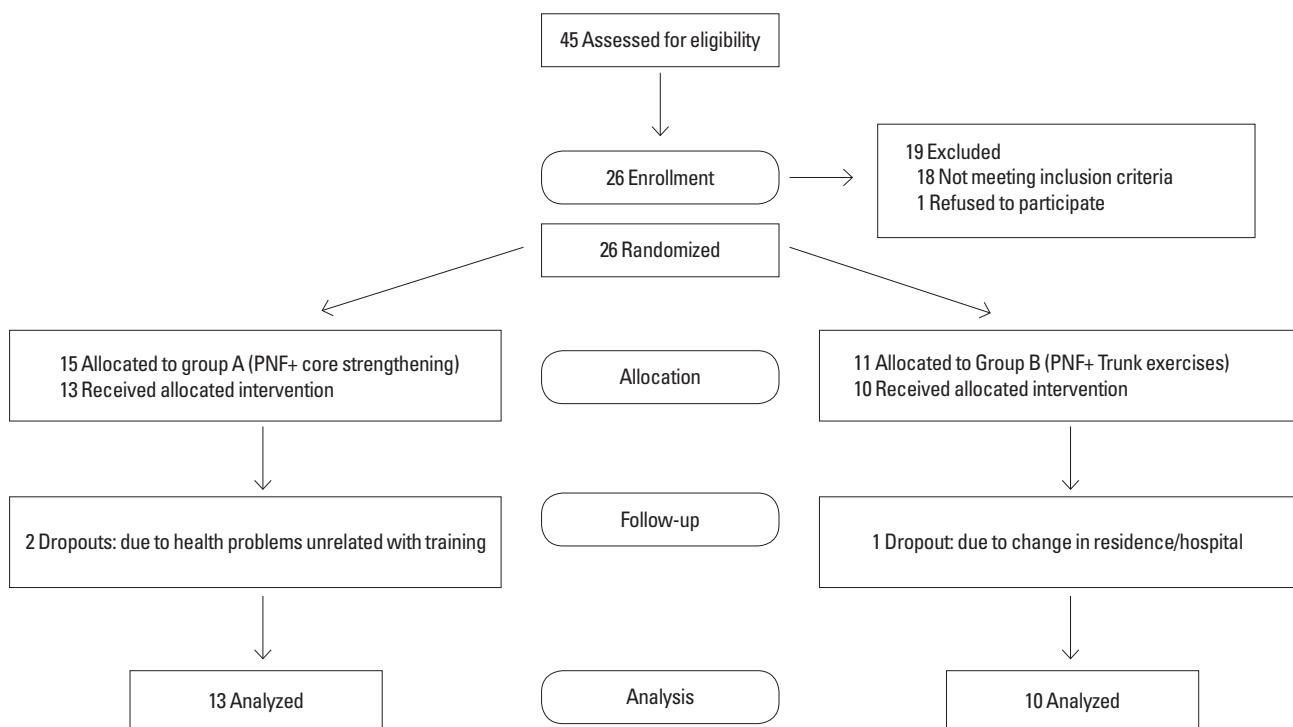 45 Assessed for eligibility
26 Enrollment
19 Excluded
18 Not meeting inclusion criteria
1 Refused to participate
26 Randomized
15 Allocated to group A (PNF+ core strengthening)
13 Received allocated intervention
Allocation
11 Allocated to Group B (PNF+ Trunk exercises)
10 Received allocated intervention
2 Dropouts: due to health problems unrelated with training
Follow-up
1 Dropout: due to change in residence/hospital
13 Analyzed
Analysis
10 Analyzed